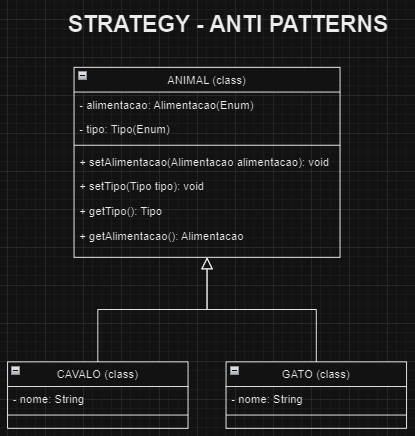 STRATEGY - ANTI PATTERNS
ANIMAL (class)
- alimentacao: Alimentacao(Enum)
- tipo: Tipo(Enum)
+ setAlimentacao(Alimentacao alimentacao): void
+ setTipo(Tipo tipo): void
+ getTipo(): Tipo
+ getAlimentacao(): Alimentacao
CAVALO (class)
- nome: String
GATO (class)
- nome: String